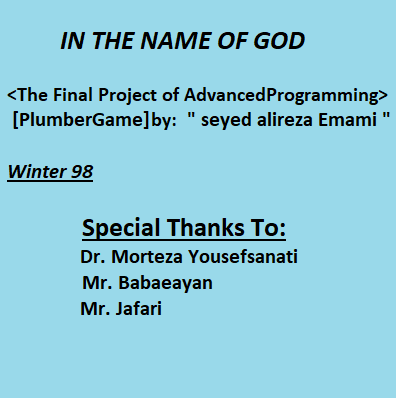 IN THE NAME OF GOD
<The Final Project of AdvancedProgramming>
[PlumberGame]by: " seyed alireza Emami "
Winter 98
Special Thanks To:
Dr. Morteza Yousefsanati
Mr. Babaeayan
Mr. Jafari